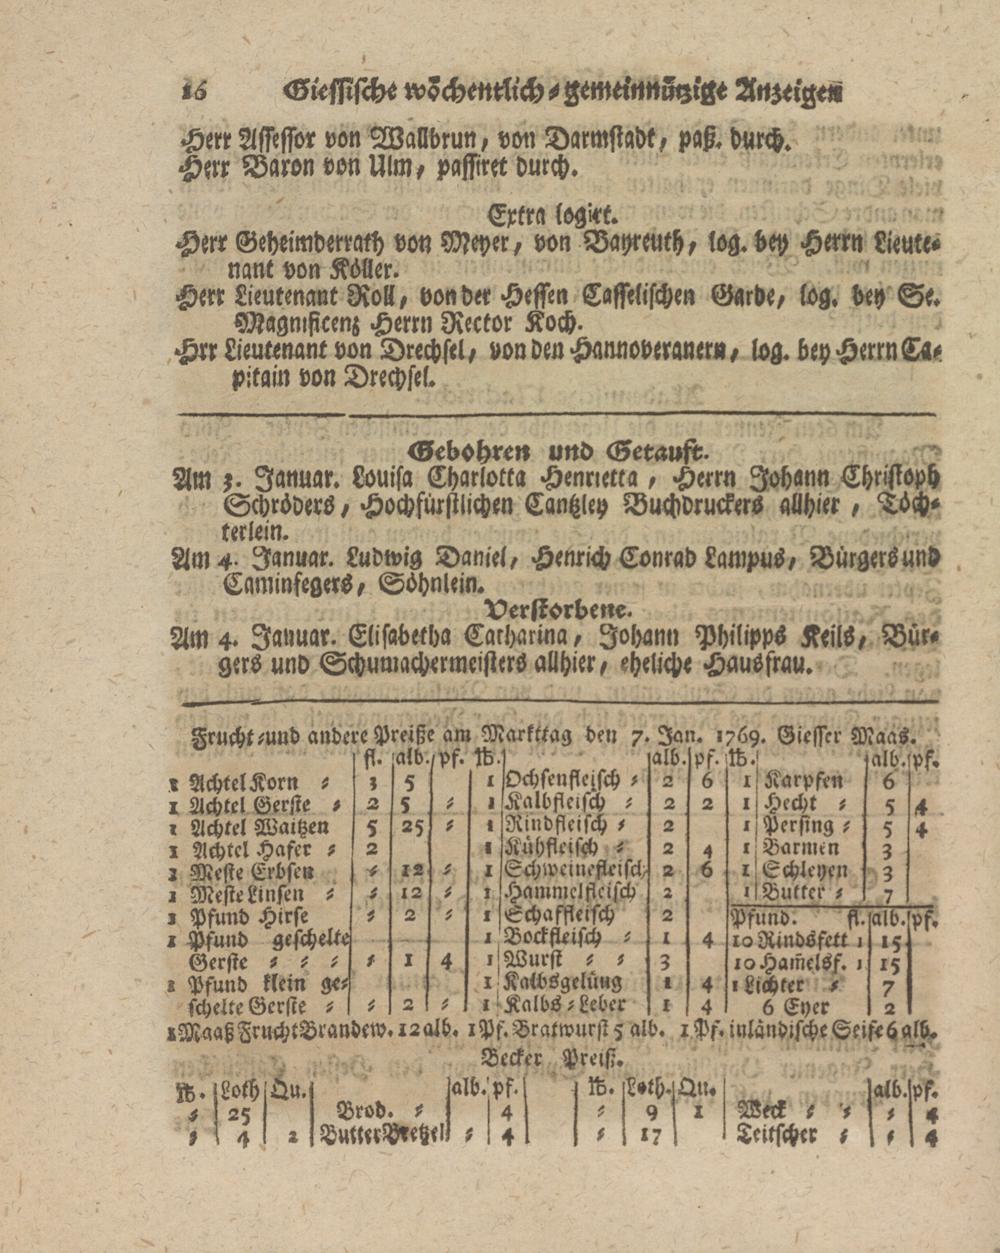 16 Giessische wöchentlich-gemeinnützige Anzeigen
Herr Assessor von Wallbrun, von Darmstadt, paß. durch.
Herr Baron von Ulm, passiret durch.
Extra logirt.
Herr Geheimderrath von Meyer, von Bayreuth, log. bey Herrn Lieute-
nant von Köller.
Herr Lieutenant Roll, von der Hessen Casselischen Garde, log. bey Se.
Magnificenz Herrn Rector Koch.
Hrr Lieutenant von Drechsel, von den Hannoveranern, log. bey Herrn Ca-
pitain von Drechsel.
Gebohren und Getauft.
Am 3. Januar. Louisa Charlotta Henrietta, Herrn Johann Christoph
Schröders, Hochfürstlichen Cantzley Buchdruckers allhier, Töch-
terlein.
Am 4. Januar. Ludwig Daniel, Henrich Conrad Lampus, Bürgers und
Caminfegers, Söhnlein.
Verstorbene.
Am 4. Januar. Elisabetha Catharina, Johann Philipps Keils, Bür-
gers und Schumachermeisters allhier, eheliche Hausfrau.
Frucht-und andere Preiße am Markttag den 7. Jan. 1769. Giesser Maas.
fl. alb. pf. ℔. alb. pf. ℔. alb. pf.
1 Achtel Korn - 3 5 1 Ochsenfleisch - 2 6 1 Karpfen 6
1 Achtel Gerste - 2 5 - 1 Kalbfleisch - 2 2 1 Hecht - 5 4
1 Achtel Waitzen 5 25 - 1 Rindfleisch - 2 1 Persing - 5 4
1 Achtel Hafer - 2 1 Kühfleisch - 2 4 1 Barmen 3
1 Meste Erbsen - 12 - 1 Schweinefleisch 2 6 1 Schleyen 3
1 Meste Linsen - - 12 - 1 Hammelfleisch 2 1 Butter - 7
1 Pfund Hirse - 2 - 1 Schaffleisch 2 Pfund. fl. alb. pf.
1 Pfund geschelte 1 Bockfleisch - 1 4 10 Rindsfett 1 15
Gerste - - - - 1 4 1 Wurst - - 3 10 Ham̄elsf. 1 15
1 Pfund klein ge- 1 Kalbsgelüng 1 4 1 Lichter - 7
schelte Gerste - - 2 - 1 Kalbs-Leber 1 4 6 Eyer 2
1 Maaß Frucht Brandew. 12 alb. 1 Pf. Bratwurst 5 alb. 1 Pf. inländische Seife 6 alb.
Becker Preiß.
℔. Loth Qu. alb. pf. ℔. Loth. Qu. alb. pf.
- 25 Brod. - 4 - 9 1 Weck - - - 4
- 4 2 Butter Bretzel - 4 - 17 Teitscher - - 4